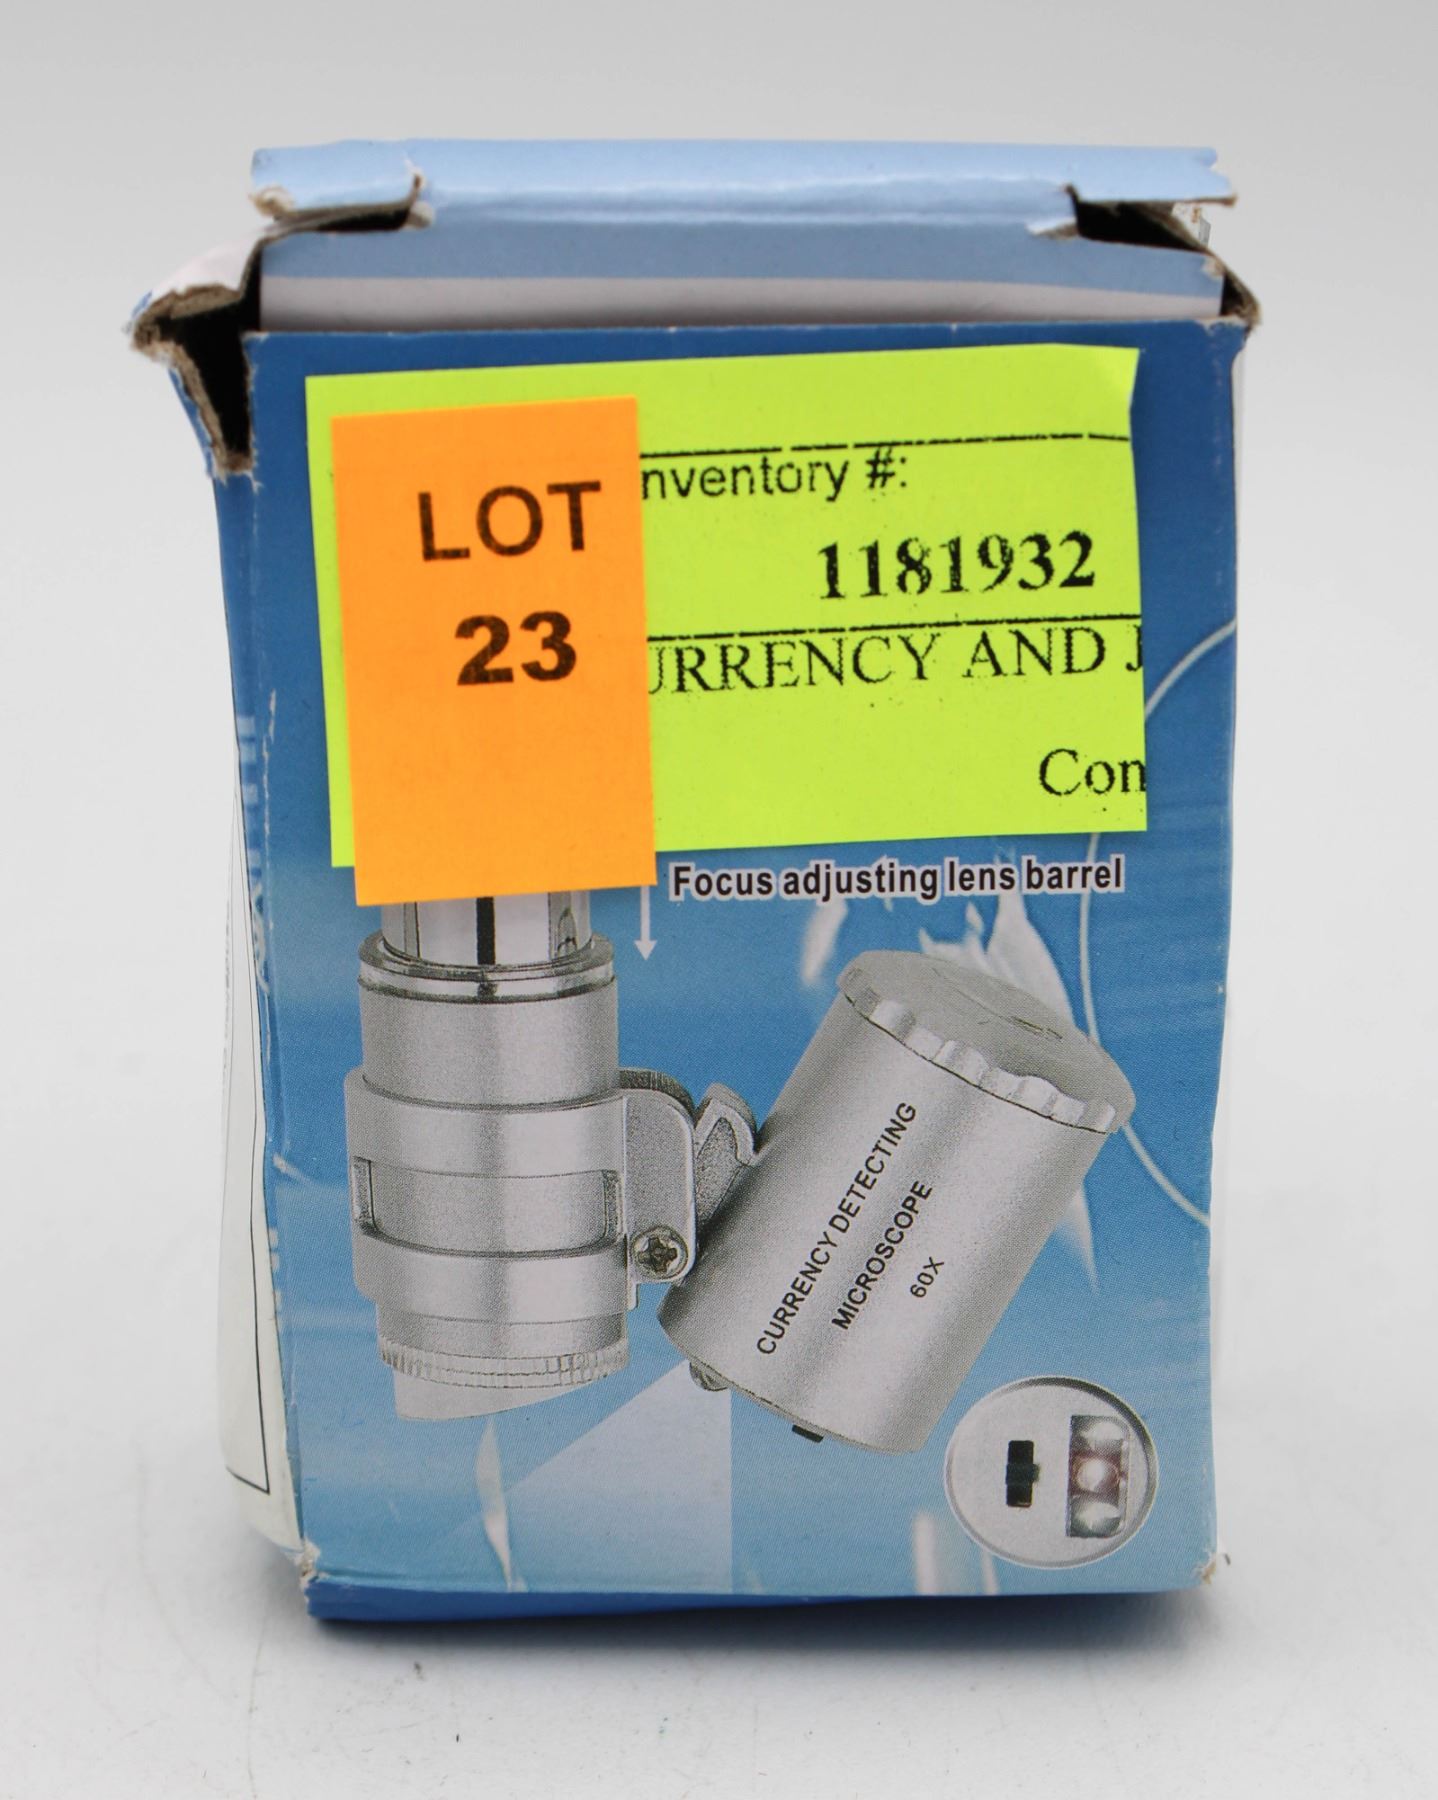 LOT
23
nventory #:
1181932
URRENCY AND J
Con
Focus adjusting lens barrel
CURRENCY DETECTING
MICROSCOPE
60X